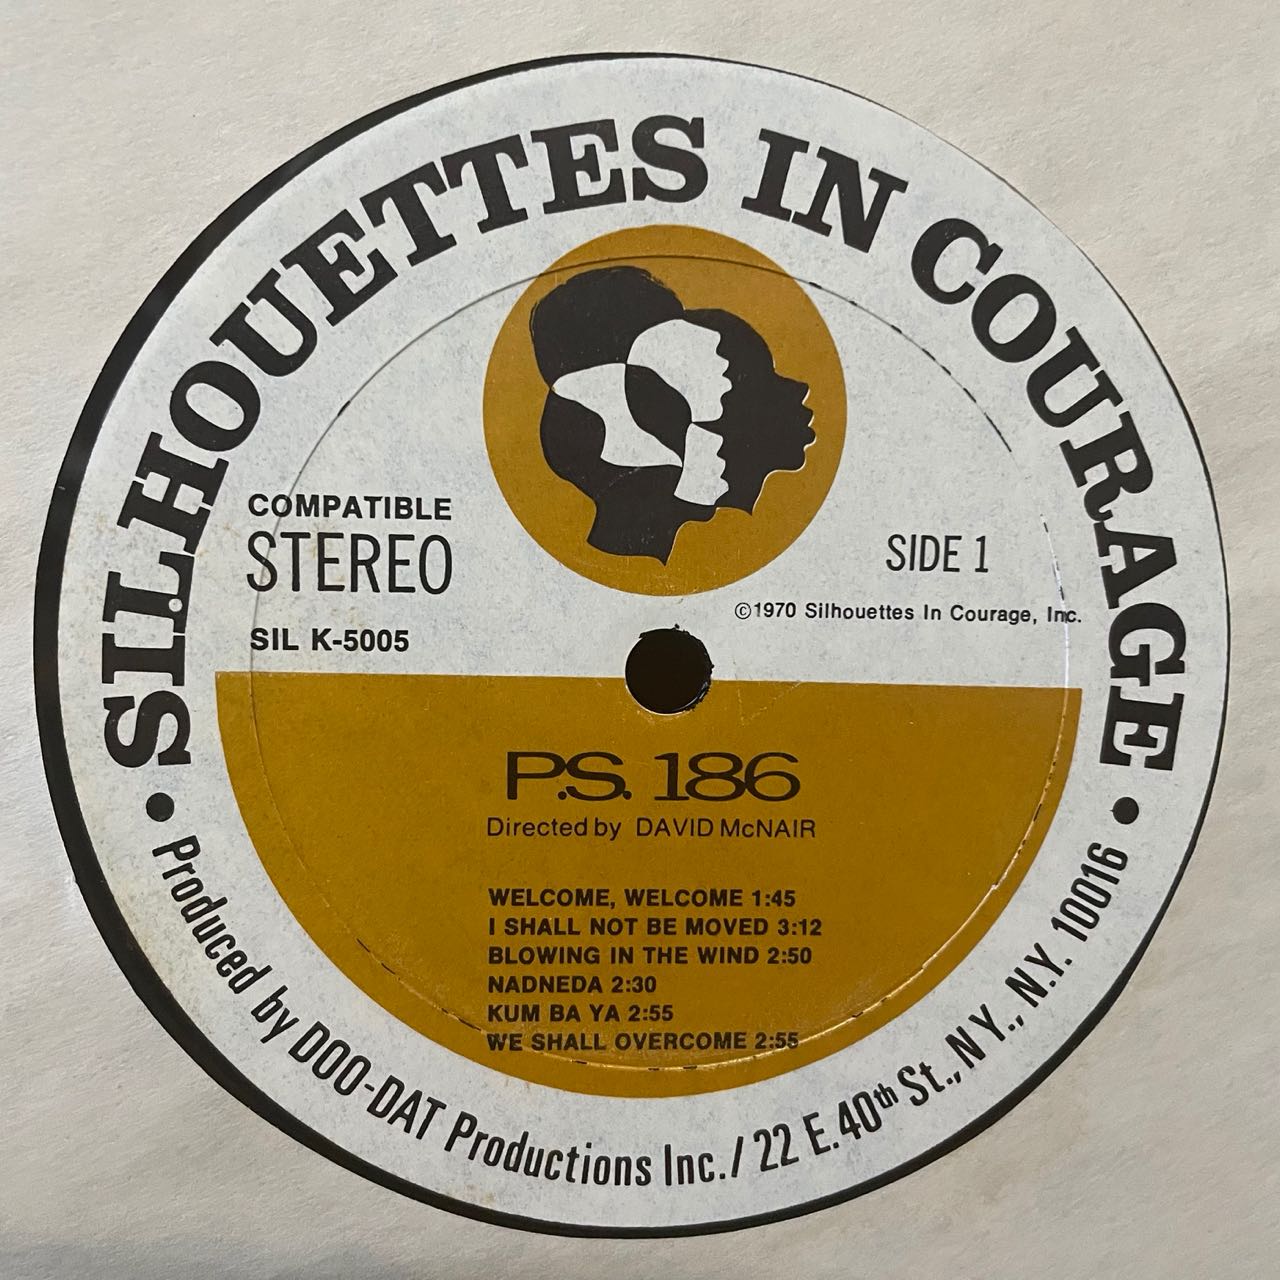 SILHOUETTES IN COURAGE
COMPATIBLE
STEREO
SIL K-5005
SIDE 1
©1970 Silhouettes In Courage, Inc.
P.S. 186
Directed by DAVID McNAIR
WELCOME, WELCOME 1:45
I SHALL NOT BE MOVED 3:12
BLOWING IN THE WIND 2:50
NADNEDA 2:30
KUM BA YA 2:55
WE SHALL OVERCOME 2:55
• Produced by DOO-DAT Productions Inc. / 22 E. 40th St., N Y., N.Y. 10016 •